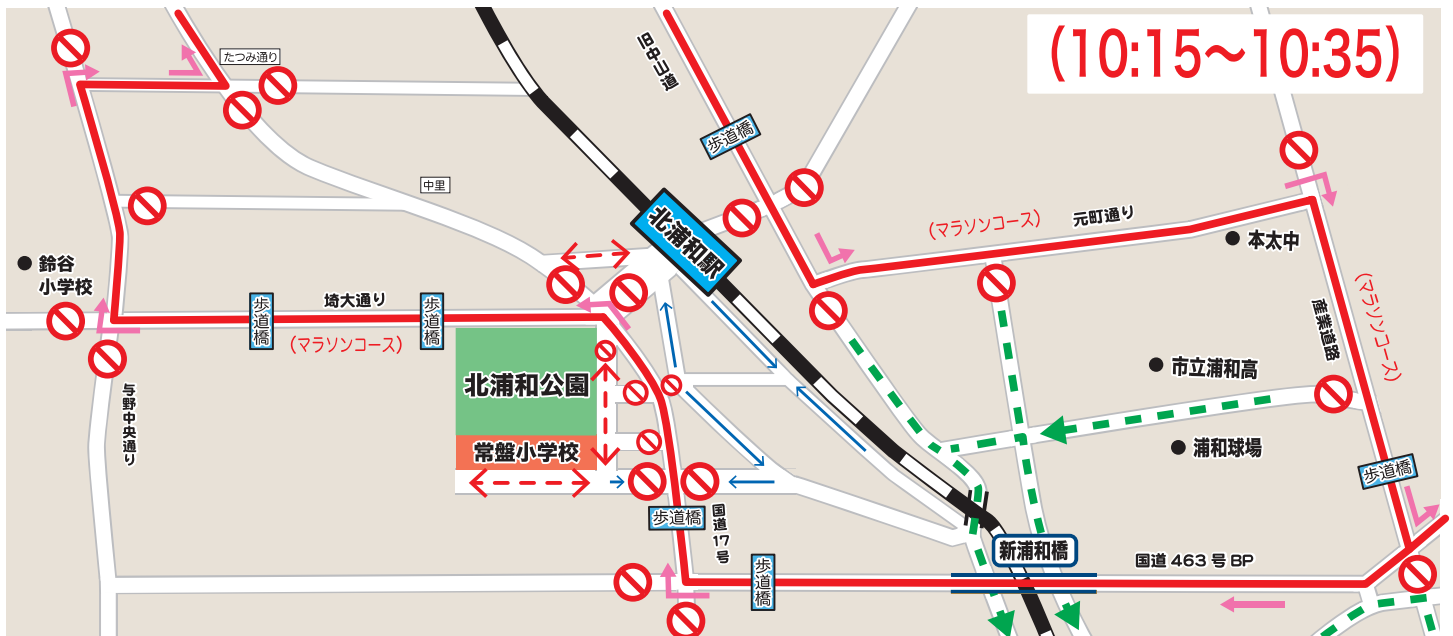 (10:15～10:35)
たつみ通り
旧中山道
歩道橋
中里
北浦和駅
(マラソンコース)
元町通り
本太中
鈴谷
小学校
歩道橋
埼大通り
歩道橋
(マラソンコース)
(マラソンコース)
産業道路
北浦和公園
市立浦和高
与野中央通り
常盤小学校
浦和球場
歩道橋
歩道橋
国道17号
新浦和橋
国道 463 号 BP
歩道橋